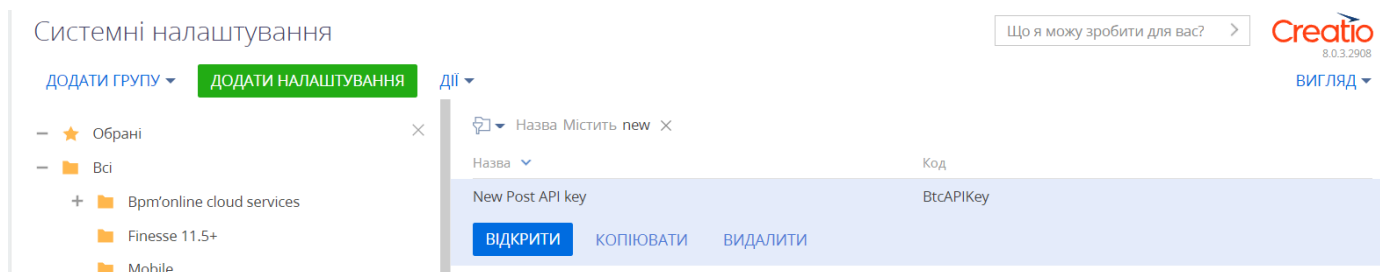 Системні налаштування
Що я можу зробити для вас?
Creatio
8.0.3.2908
ДОДАТИ ГРУПУ
ДОДАТИ НАЛАШТУВАННЯ
ДІЇ
ВИГЛЯД
Обрані
Всі
Bpm’online cloud services
Finesse 11.5+
Mobile
Назва Містить new
Назва
Код
New Post API key
BtcAPIKey
ВІДКРИТИ
КОПІЮВАТИ
ВИДАЛИТИ